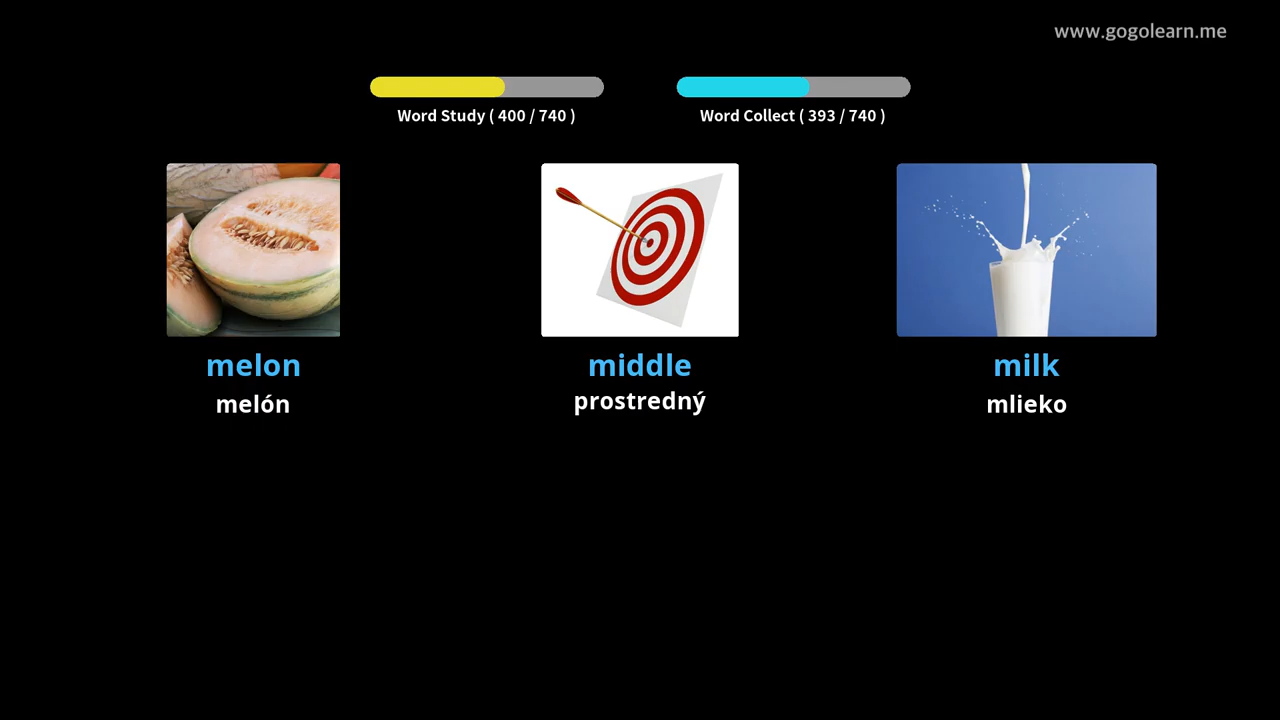 www.gogolearn.me
Word Study ( 400 / 740 )
Word Collect ( 393 / 740 )
melon
melón
middle
prostredný
milk
mlieko